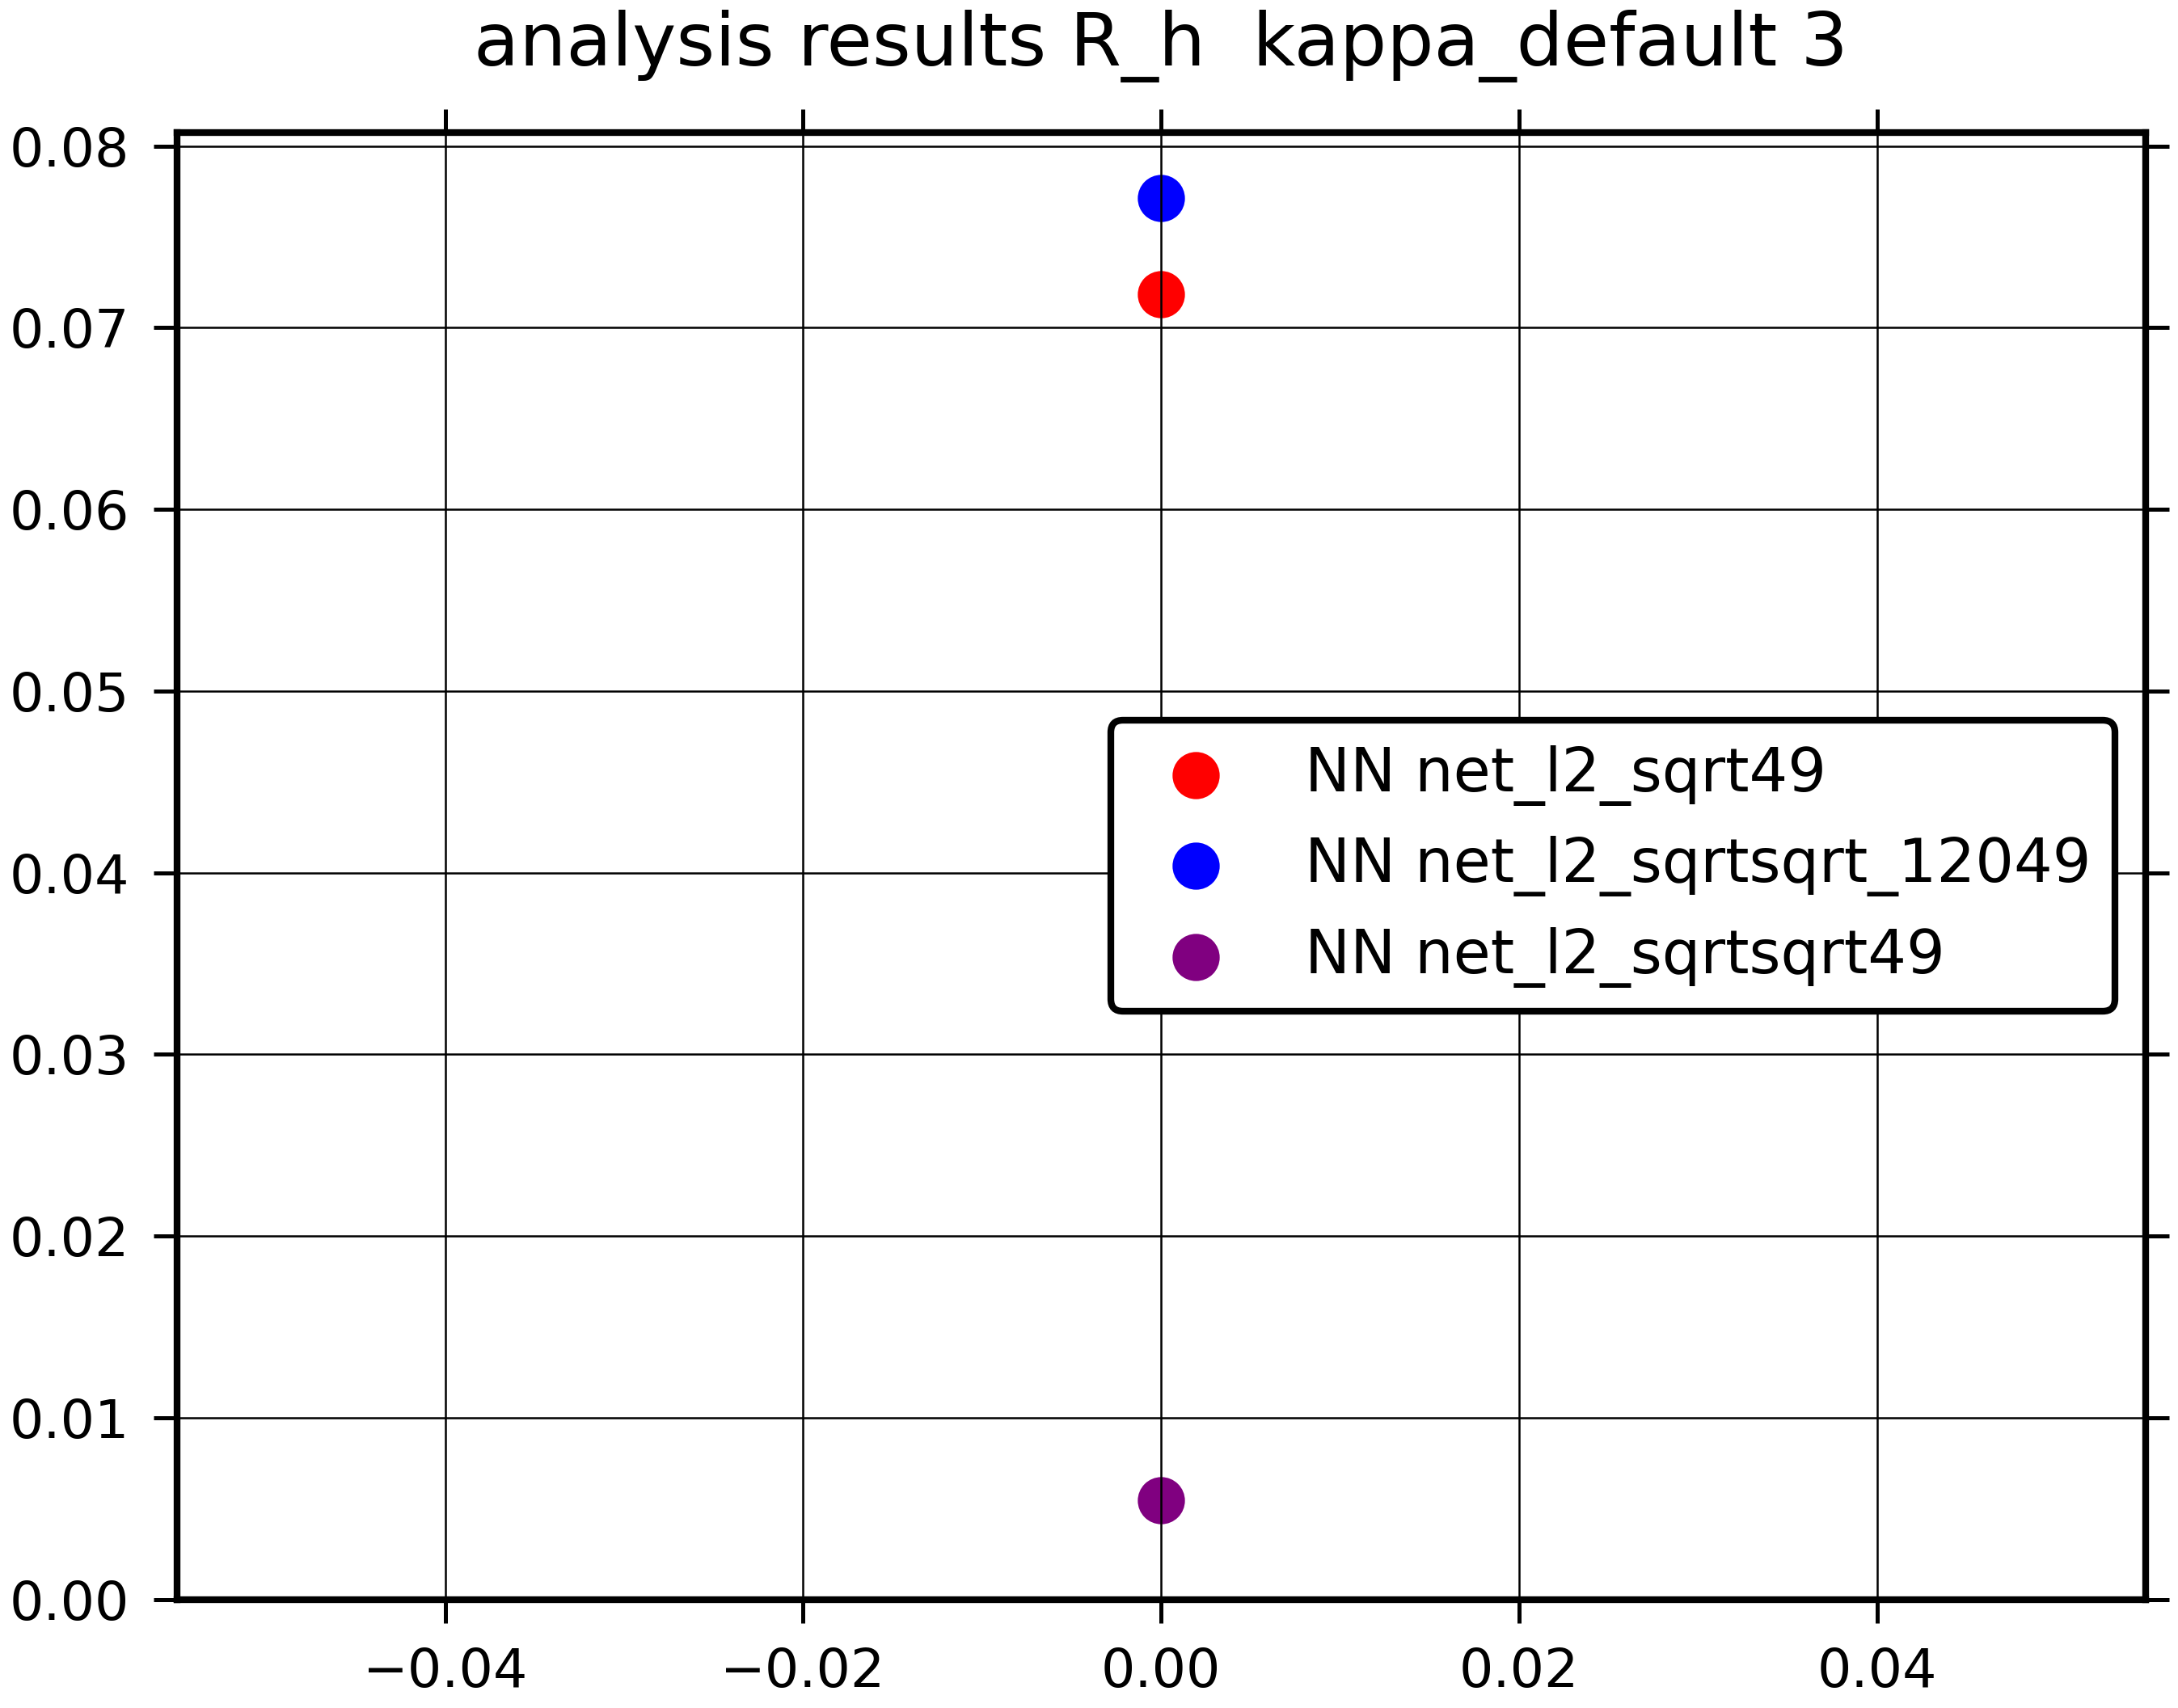 analysis results R_h  kappa_default 3
0.08
0.07
0.06
0.05
0.04
0.03
0.02
0.01
0.00
NN net_l2_sqrt49
NN net_l2_sqrtsqrt_12049
NN net_l2_sqrtsqrt49
−0.04 −0.02 0.00 0.02 0.04